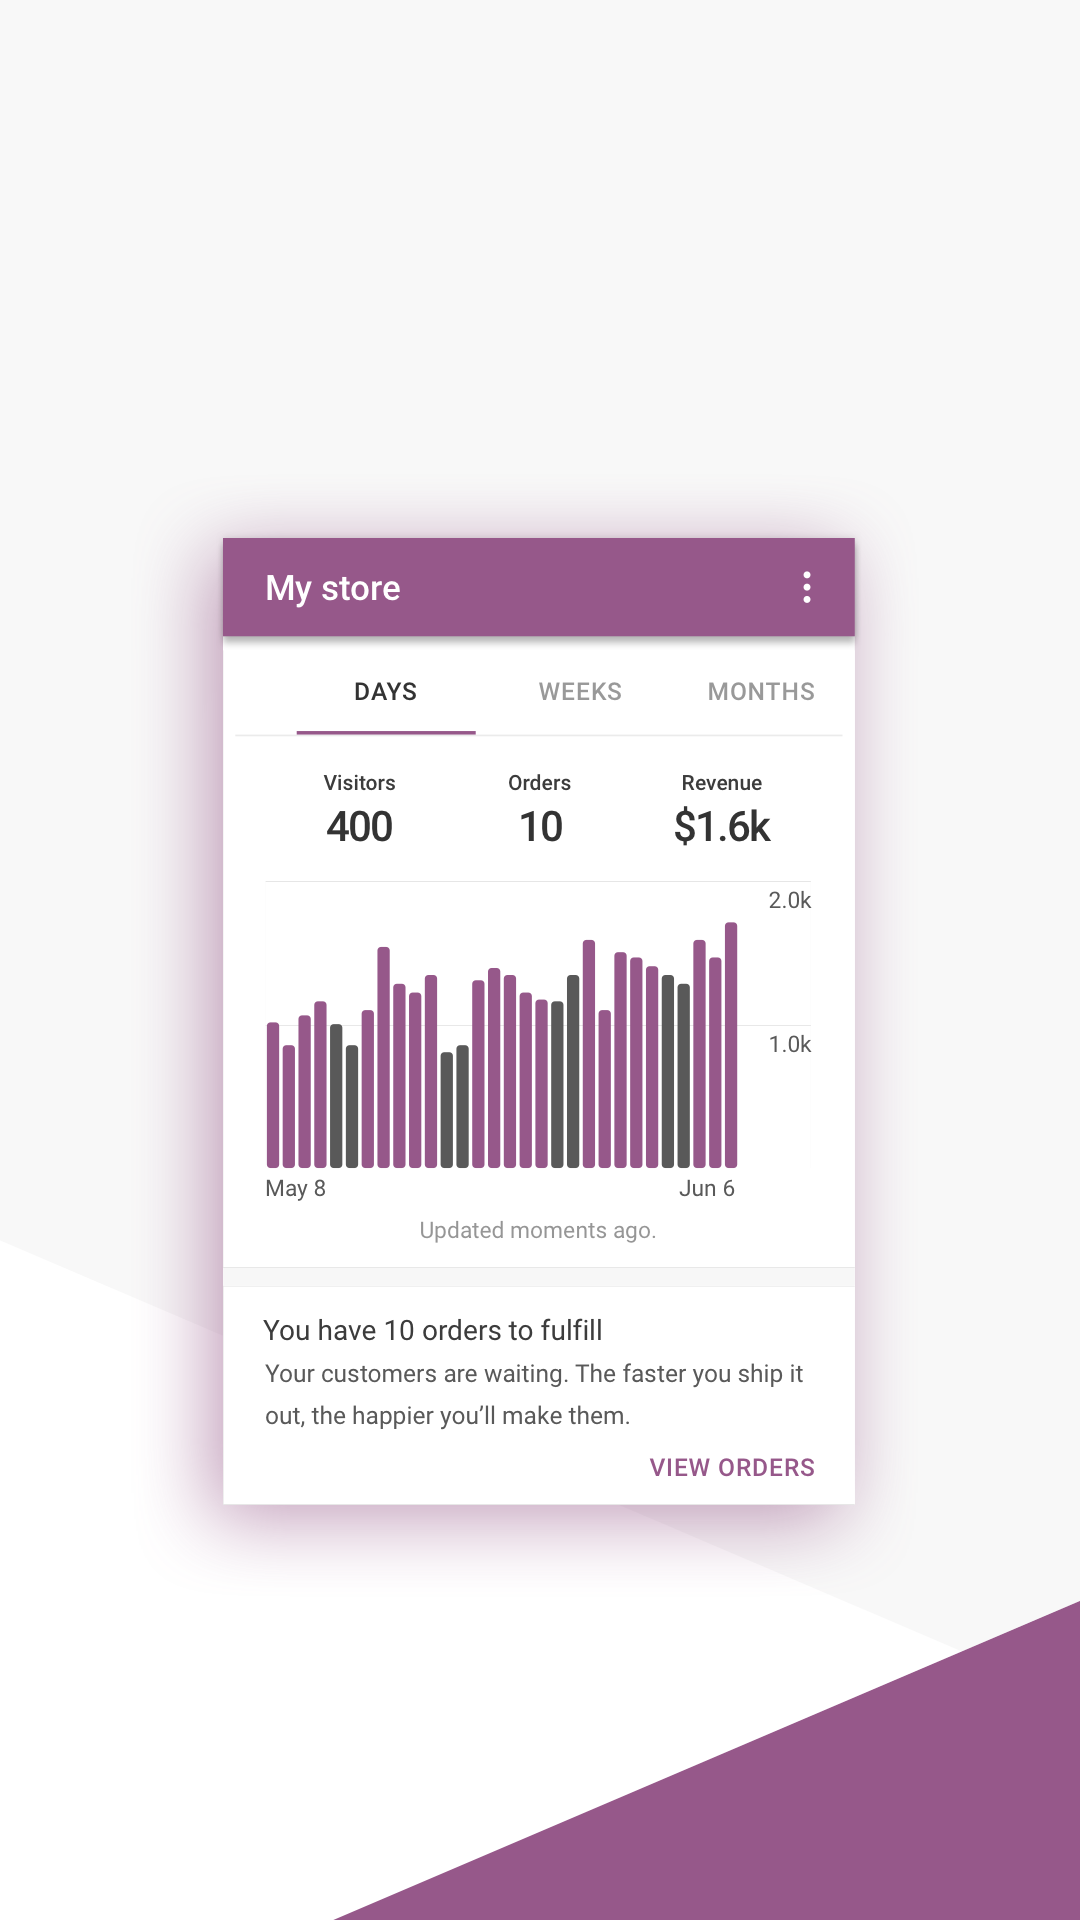 My store
DAYS WEEKS MONTHS
Visitors Orders Revenue
400 10 $1.6k
2.0k
1.0k
May 8 Jun 6
Updated moments ago.
You have 10 orders to fulfill
Your customers are waiting. The faster you ship it
out, the happier you’ll make them.
VIEW ORDERS